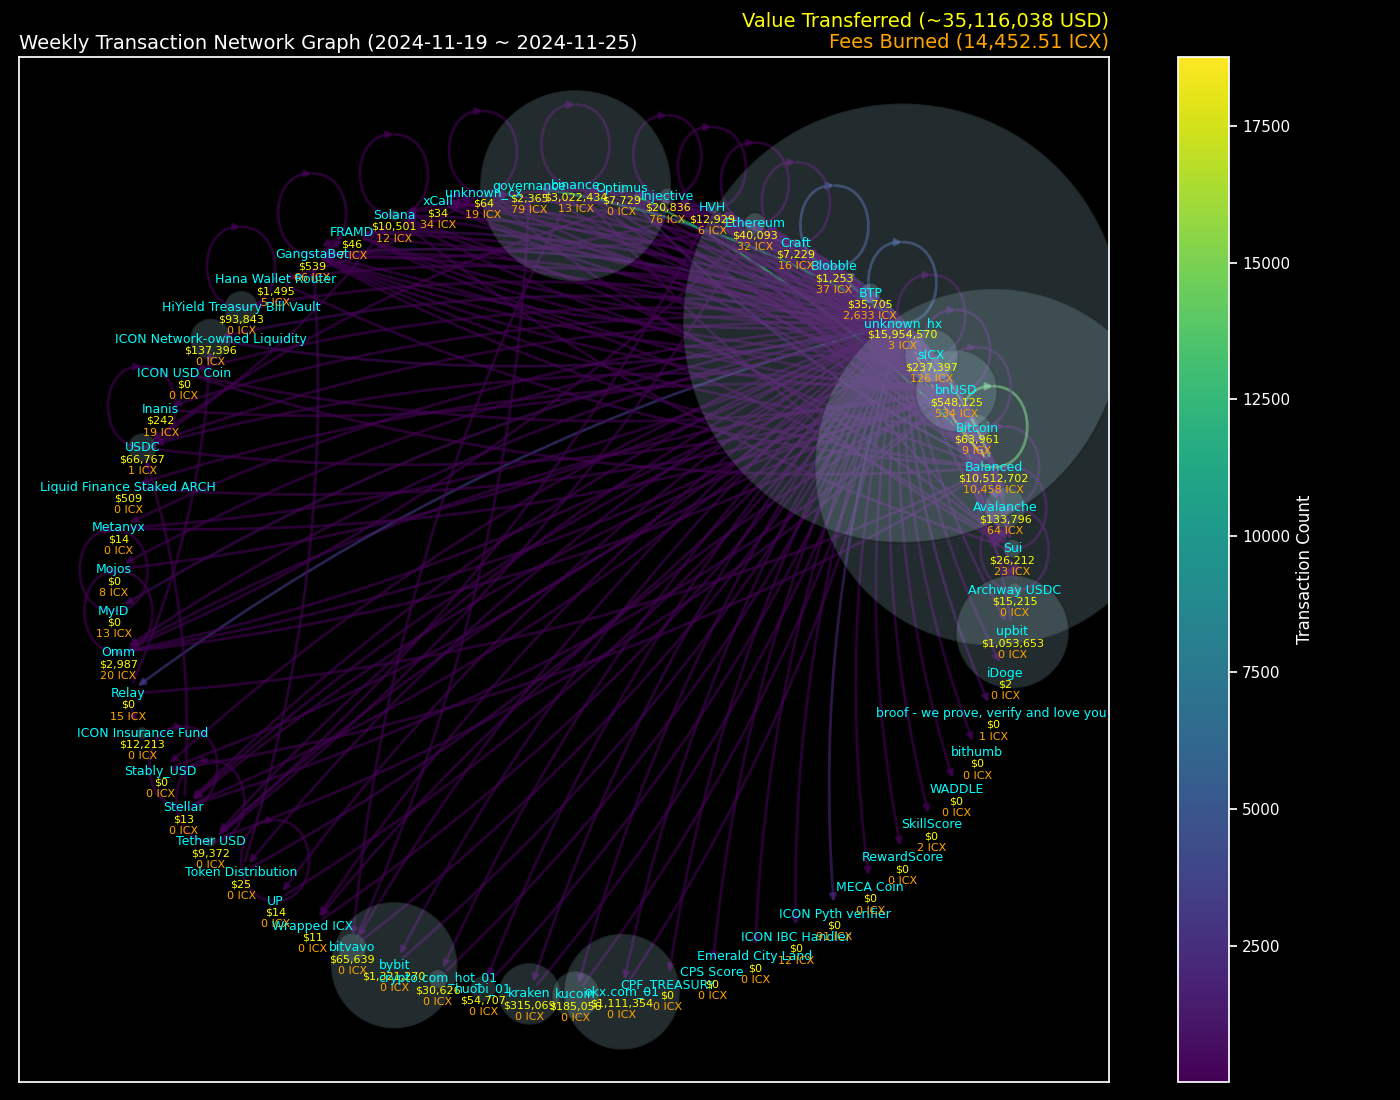 Value Transferred (~35,116,038 USD)
Weekly Transaction Network Graph (2024-11-19 ~ 2024-11-25)
Fees Burned (14,452.51 ICX)
governance
$2,365
79 ICX
binance
$3,022,434
13 ICX
Optimus
$7,729
0 ICX
Injective
$20,836
76 ICX
HVH
$12,929
6 ICX
Ethereum
$40,093
32 ICX
Craft
$7,229
16 ICX
Blobble
$1,253
37 ICX
BTP
$35,705
2,633 ICX
unknown_hx
$15,954,570
3 ICX
sICX
$237,397
126 ICX
bnUSD
$548,125
534 ICX
Bitcoin
$63,961
9 ICX
Balanced
$10,512,702
10,458 ICX
Avalanche
$133,796
64 ICX
Sui
$26,212
23 ICX
Archway USDC
$15,215
0 ICX
upbit
$1,053,653
0 ICX
iDoge
$2
0 ICX
broof - we prove, verify and love you
$0
1 ICX
bithumb
$0
0 ICX
WADDLE
$0
0 ICX
SkillScore
$0
2 ICX
RewardScore
$0
0 ICX
MECA Coin
$0
0 ICX
ICON Pyth verifier
$0
ICX
ICON IBC Handler
$0
12 ICX
Emerald City Land
$0
0 ICX
CPS Score
$0
0 ICX
CPF_TREASURY
$0
0 ICX
okx.com_01
$1,111,354
0 ICX
kucoin
$185,056
0 ICX
kraken
$315,069
0 ICX
huobi_01
$54,707
0 ICX
crypto.com_hot_01
$30,626
0 ICX
bybit
$1,321,270
0 ICX
bitvavo
$65,639
0 ICX
Wrapped ICX
$11
0 ICX
UP
$14
0 ICX
Token Distribution
$25
0 ICX
Tether USD
$9,372
0 ICX
Stellar
$13
0 ICX
Stably_USD
$0
0 ICX
ICON Insurance Fund
$12,213
0 ICX
Relay
$0
15 ICX
Omm
$2,987
20 ICX
MyID
$0
13 ICX
Mojos
$0
8 ICX
Metanyx
$14
0 ICX
Liquid Finance Staked ARCH
$509
0 ICX
USDC
$66,767
1 ICX
Inanis
$242
19 ICX
ICON USD Coin
$0
0 ICX
ICON Network-owned Liquidity
$137,396
0 ICX
HiYield Treasury Bill Vault
$93,843
0 ICX
Hana Wallet Router
$1,495
5 ICX
GangstaBet
$539
ICX
FRAMD
$46
ICX
Solana
$10,501
12 ICX
xCall
$34
34 ICX
unknown_cx
$64
19 ICX
17500
15000
12500
10000
7500
5000
2500
Transaction Count